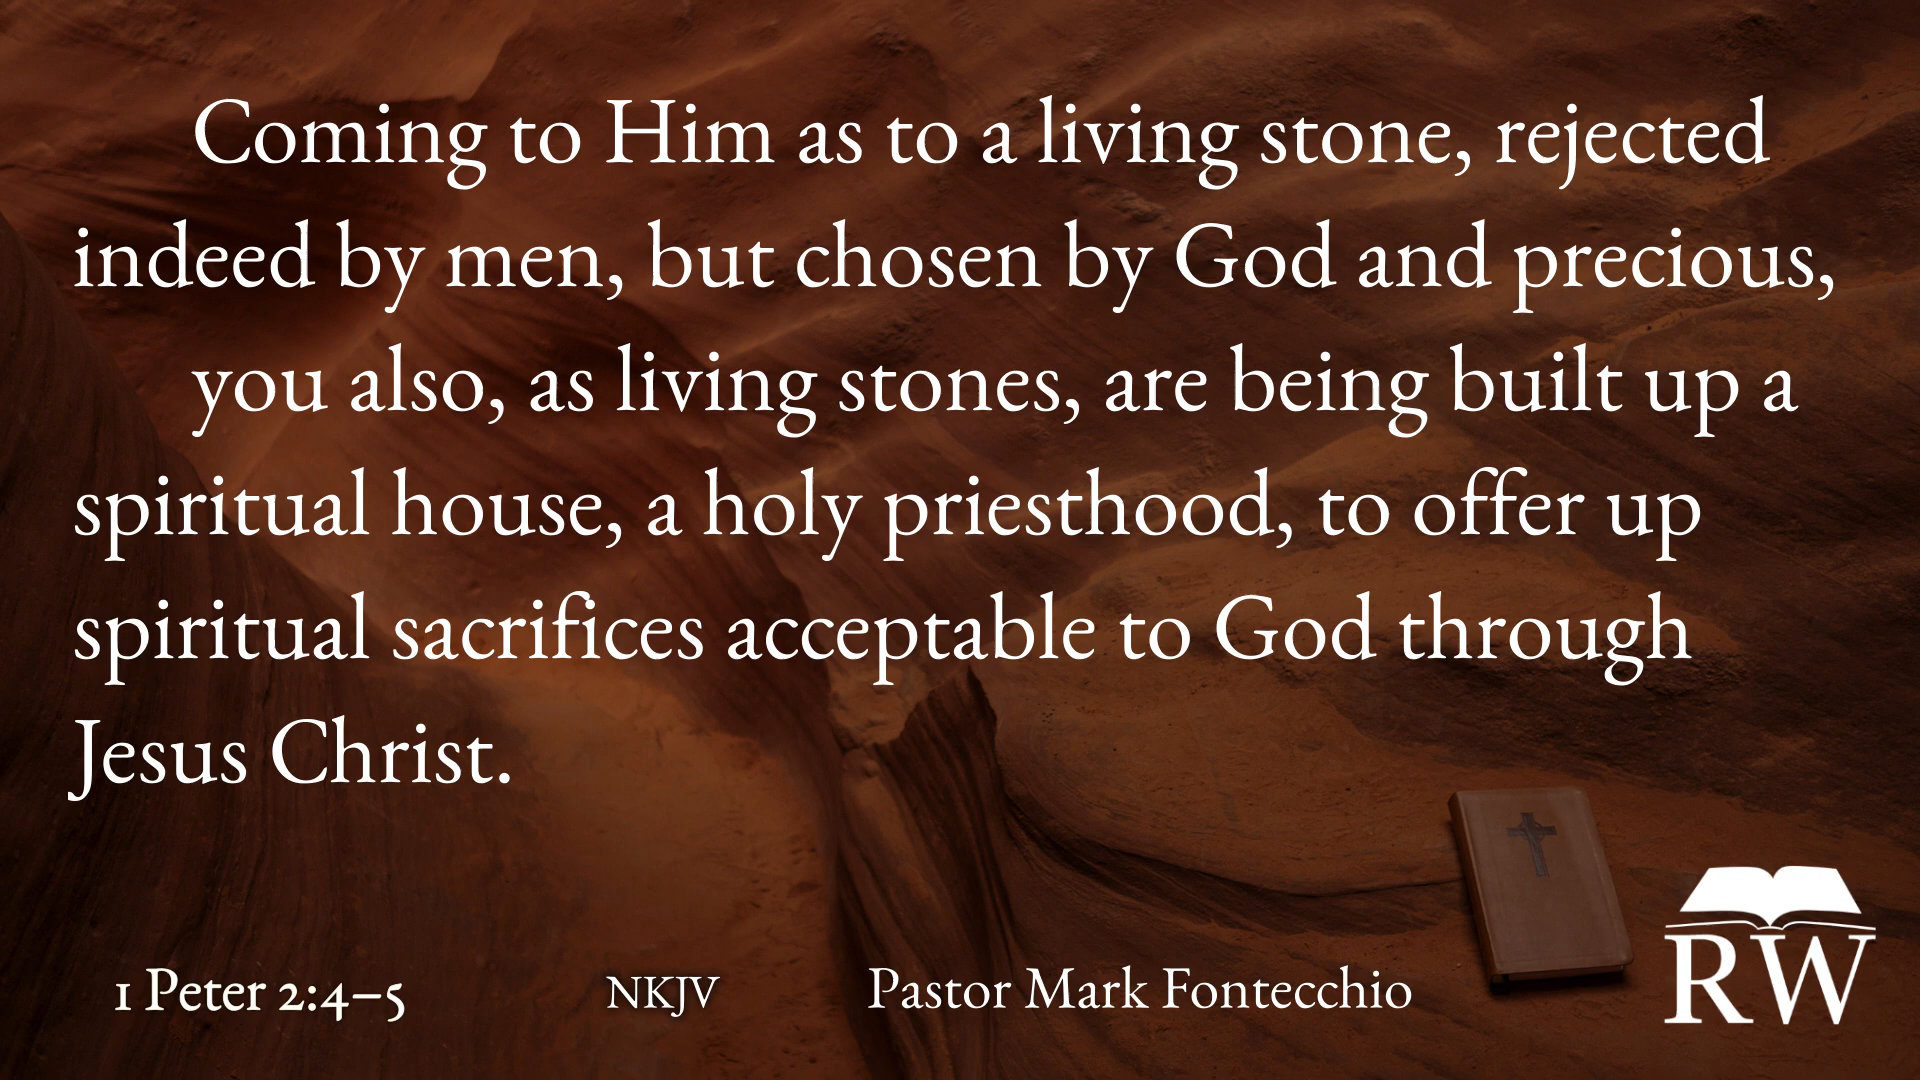 Coming to Him as to a living stone, rejected
indeed by men, but chosen by God and precious,
you also, as living stones, are being built up a
spiritual house, a holy priesthood, to offer up
spiritual sacrifices acceptable to God through
Jesus Christ.
1 Peter 2:4–5 NKJV Pastor Mark Fontecchio
RW